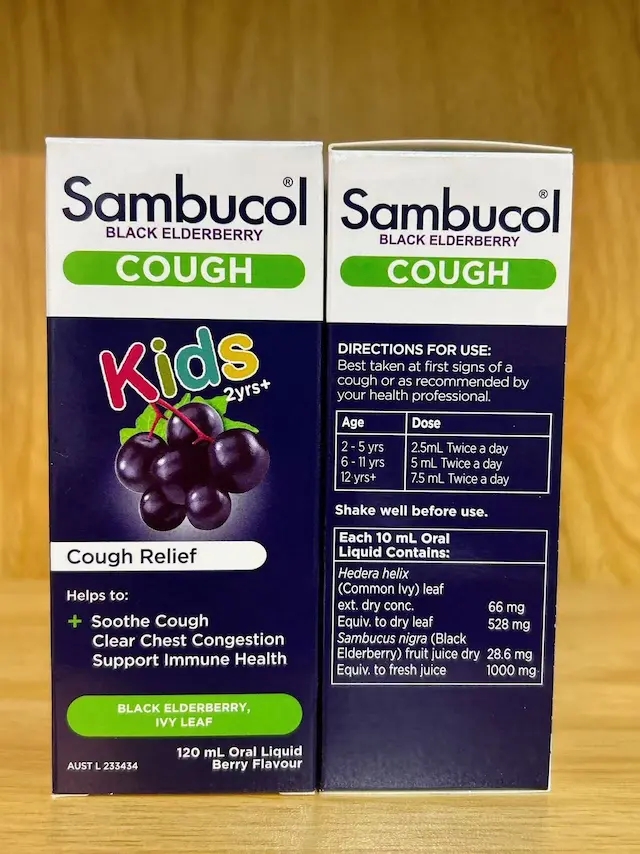 Sambucol®
BLACK ELDERBERRY
COUGH
Kids
2yrs+
Cough Relief
Helps to:
+ Soothe Cough
Clear Chest Congestion
Support Immune Health
BLACK ELDERBERRY,
IVY LEAF
120 mL Oral Liquid
Berry Flavour
AUST L 233434
Sambucol®
BLACK ELDERBERRY
COUGH
DIRECTIONS FOR USE:
Best taken at first signs of a
cough or as recommended by
your health professional.
Age Dose
2 - 5 yrs 2.5mL Twice a day
6 - 11 yrs 5 mL Twice a day
12 yrs+ 7.5 mL Twice a day
Shake well before use.
Each 10 mL Oral
Liquid Contains:
Hedera helix
(Common Ivy) leaf
ext. dry conc. 66 mg
Equiv. to dry leaf 528 mg
Sambucus nigra (Black
Elderberry) fruit juice dry 28.6 mg
Equiv. to fresh juice 1000 mg